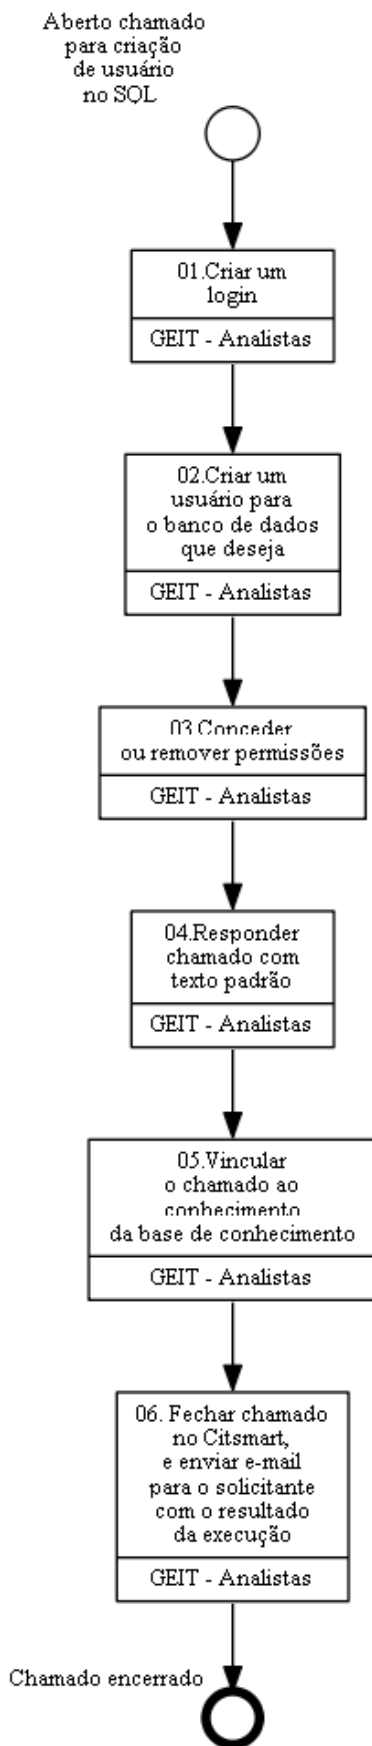 Aberto chamado
para criação
de usuário
no SQL
01.Criar um
login
GEIT - Analistas
02.Criar um
usuário para
o banco de dados
que deseja
GEIT - Analistas
03.Conceder
ou remover permissões
GEIT - Analistas
04.Responder
chamado com
texto padrão
GEIT - Analistas
05.Vincular
o chamado ao
conhecimento
da base de conhecimento
GEIT - Analistas
06. Fechar chamado
no Citsmart,
e enviar e-mail
para o solicitante
com o resultado
da execução
GEIT - Analistas
Chamado encerrado